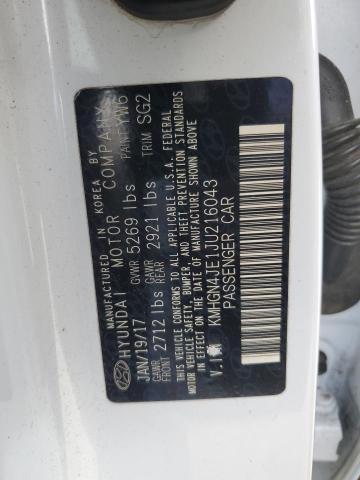 MANUFACTURED IN KOREA BY
HYUNDAI MOTOR COMPANY
JAN/19/17 GVWR 5269 lbs PAINT YW6
GAWR FRONT 2712 lbs GAWR REAR 2921 lbs TRIM SG2
THIS VEHICLE CONFORMS TO ALL APPLICABLE U.S.A. FEDERAL
MOTOR VEHICLE SAFETY, BUMPER, AND THEFT PREVENTION STANDARDS
IN EFFECT ON THE DATE OF MANUFACTURE SHOWN ABOVE
V.I.N KMHGN4JE1JU216043
PASSENGER CAR